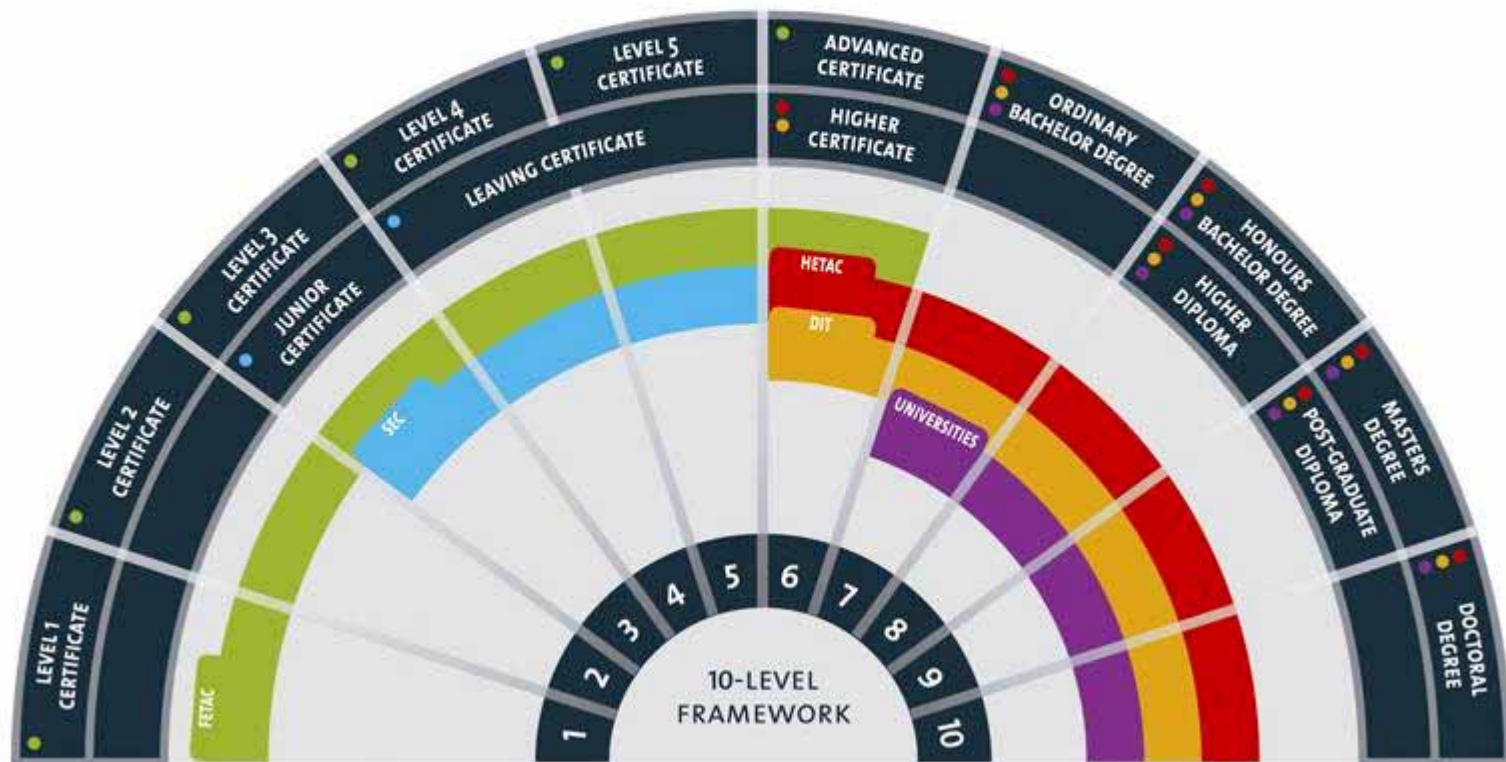 LEVEL 1
CERTIFICATE
LEVEL 2
CERTIFICATE
LEVEL 3
CERTIFICATE
JUNIOR
CERTIFICATE
LEVEL 4
CERTIFICATE
LEVEL 5
CERTIFICATE
LEAVING CERTIFICATE
ADVANCED
CERTIFICATE
HIGHER
CERTIFICATE
ORDINARY
BACHELOR DEGREE
HONOURS
BACHELOR DEGREE
HIGHER
DIPLOMA
MASTERS
DEGREE
POST-GRADUATE
DIPLOMA
DOCTORAL
DEGREE
FETAC
SEC
HETAC
DIT
UNIVERSITIES
1
2
3
4
5
6
7
8
9
10
10-LEVEL
FRAMEWORK